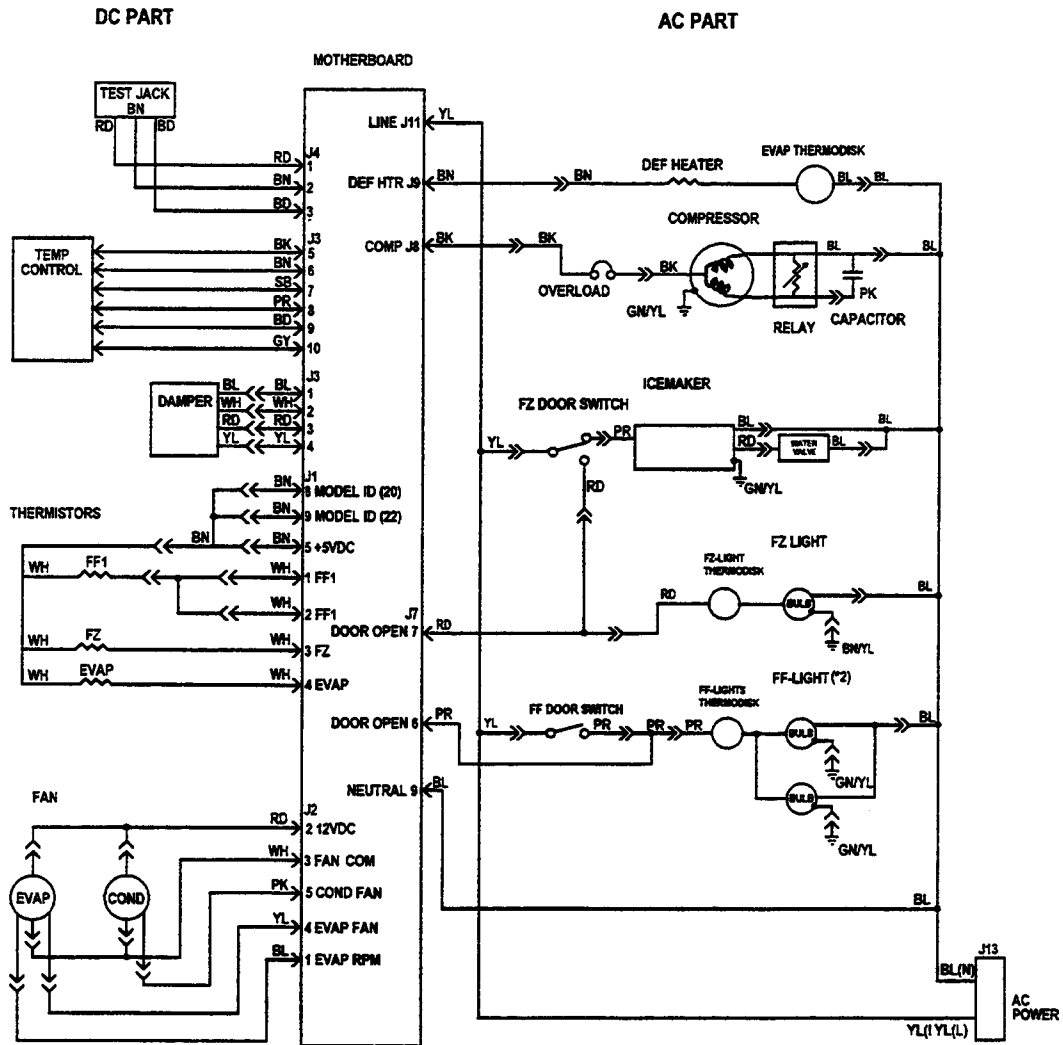 DC PART
AC PART
MOTHERBOARD
TEST JACK
BN
RD BD
RD J4 1
BN 2
BD 3
TEMP CONTROL
J3
BK 5
BN 6
SB 7
PR 8
BD 9
GY 10
DAMPER
J3
BL BL 1
WH WH 2
RD RD 3
YL YL 4
J1
BN 8 MODEL ID (20)
BN 9 MODEL ID (22)
THERMISTORS
BN BN 5 +5VDC
WH FF1 WH 1 FF1
WH 2 FF1
WH FZ WH 3 FZ
WH EVAP WH 4 EVAP
FAN
J2
RD 2 12VDC
WH 3 FAN COM
PK 5 COND FAN
YL 4 EVAP FAN
BL 1 EVAP RPM
EVAP COND
LINE J11 YL
DEF HTR J9 BN BN DEF HEATER EVAP THERMODISK BL BL
COMPRESSOR
COMP J8 BK BK OVERLOAD BK BL BL
GN/YL RELAY PK CAPACITOR
ICEMAKER
FZ DOOR SWITCH
YL PR BL BL
RD WATER VALVE BL
RD GN/YL
FZ LIGHT
FZ-LIGHT THERMODISK
J7
DOOR OPEN 7 RD RD BULB BL
BN/YL
FF-LIGHT (*2)
FF DOOR SWITCH FF-LIGHTS THERMODISK
DOOR OPEN 6 PR YL PR PR PR BULB BL
GN/YL
BULB
GN/YL
NEUTRAL 9 BL
BL
J13
BL(N)
AC POWER
YL(L)